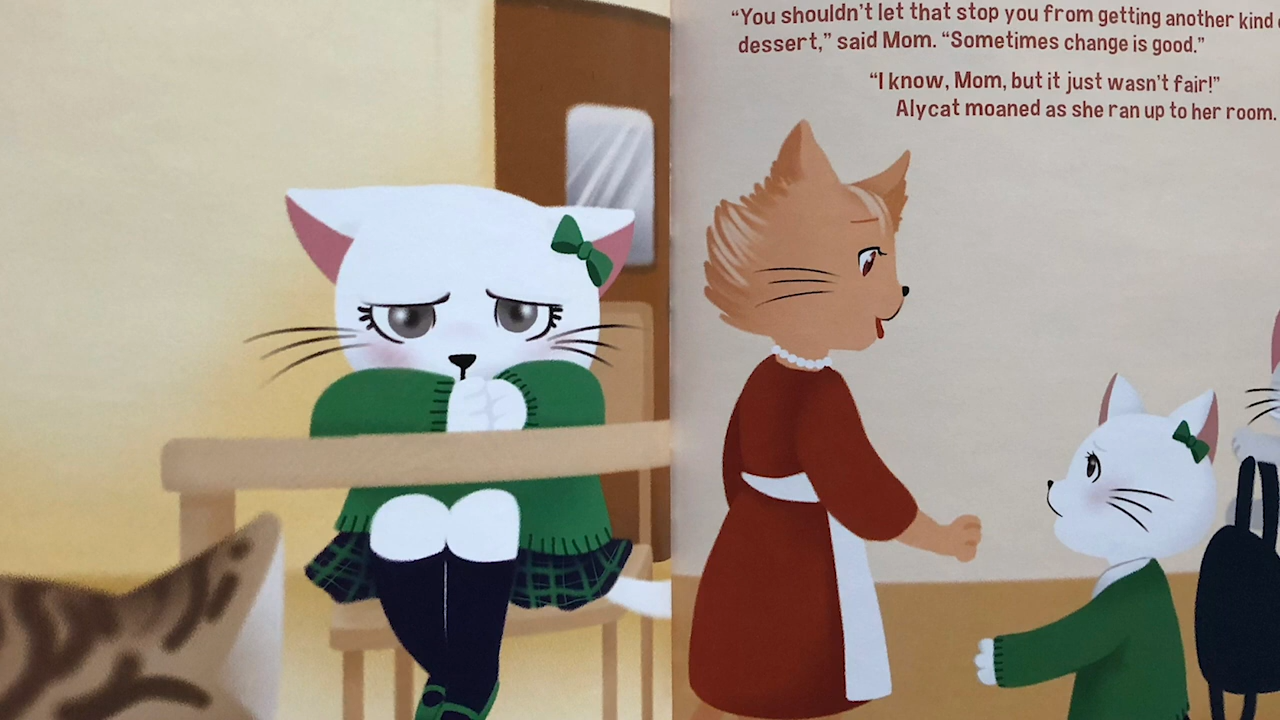 “You shouldn’t let that stop you from getting another kind
dessert,” said Mom. “Sometimes change is good.”
“I know, Mom, but it just wasn’t fair!”
Alycat moaned as she ran up to her room.